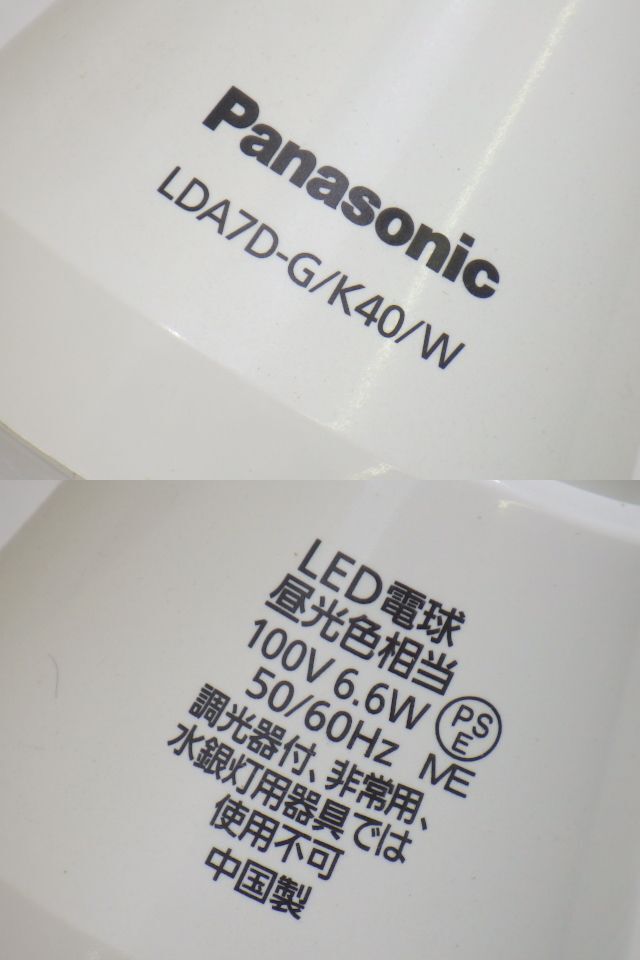 Panasonic
LDA7D-G/K40/W
LED電球
昼光色相当
100V 6.6W
50/60Hz
PS
E
調光器付、非常用、
水銀灯用器具では
使用不可
中国製